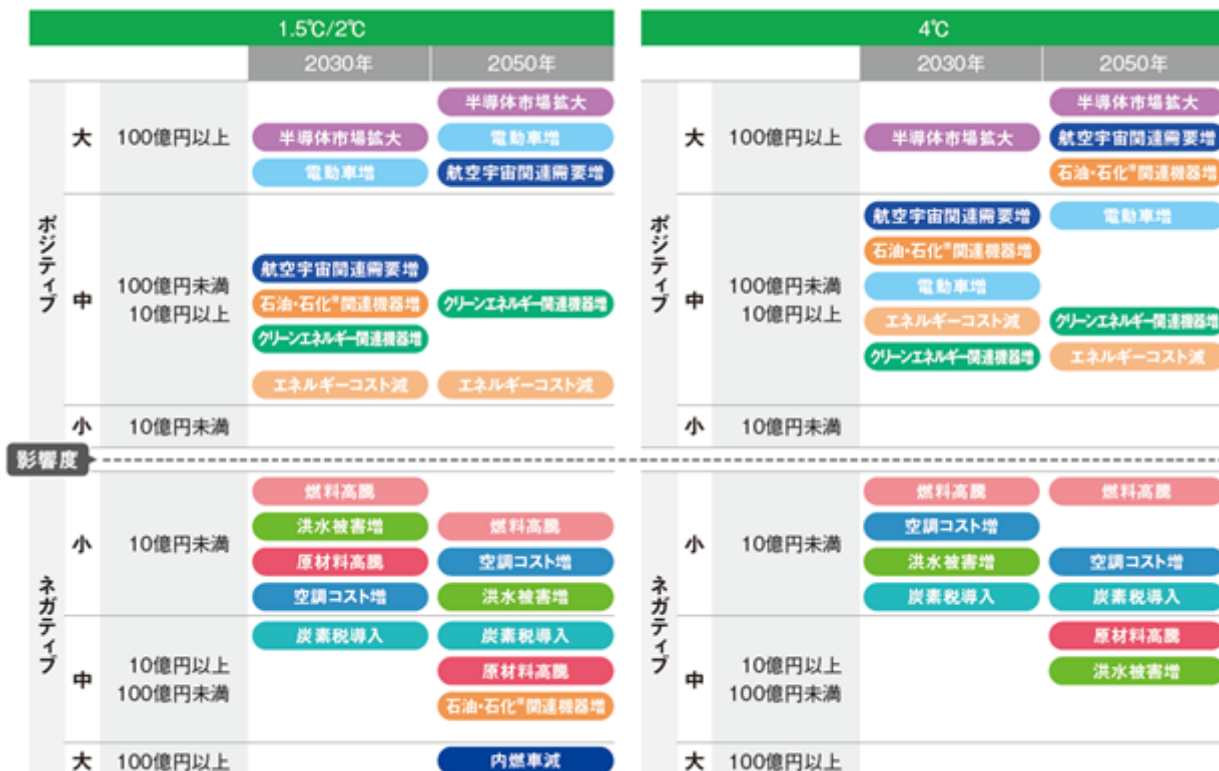 1.5℃/2℃
2030年
2050年
ポジティブ
大
100億円以上
半導体市場拡大
電動車増
半導体市場拡大
電動車増
航空宇宙関連需要増
中
100億円未満
10億円以上
航空宇宙関連需要増
石油・石化※関連機器増
クリーンエネルギー関連機器増
エネルギーコスト減
クリーンエネルギー関連機器増
エネルギーコスト減
小
10億円未満
影響度
ネガティブ
小
10億円未満
燃料高騰
洪水被害増
原材料高騰
空調コスト増
燃料高騰
空調コスト増
洪水被害増
中
10億円以上
100億円未満
炭素税導入
炭素税導入
原材料高騰
石油・石化※関連機器増
大
100億円以上
内燃車減
4℃
2030年
2050年
ポジティブ
大
100億円以上
半導体市場拡大
半導体市場拡大
航空宇宙関連需要増
石油・石化※関連機器増
中
100億円未満
10億円以上
航空宇宙関連需要増
石油・石化※関連機器増
電動車増
エネルギーコスト減
クリーンエネルギー関連機器増
電動車増
クリーンエネルギー関連機器増
エネルギーコスト減
小
10億円未満
ネガティブ
小
10億円未満
燃料高騰
空調コスト増
洪水被害増
炭素税導入
燃料高騰
空調コスト増
炭素税導入
中
10億円以上
100億円未満
原材料高騰
洪水被害増
大
100億円以上